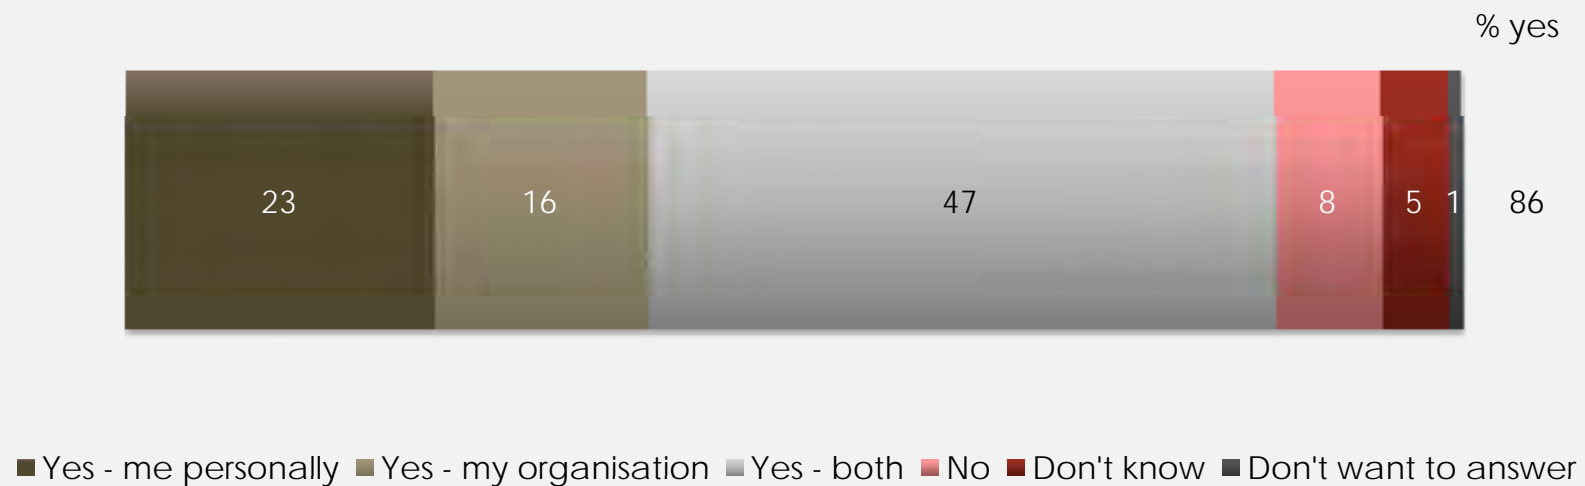 % yes
23 16 47 8 5 1 86
Yes - me personally Yes - my organisation Yes - both No Don't know Don't want to answer